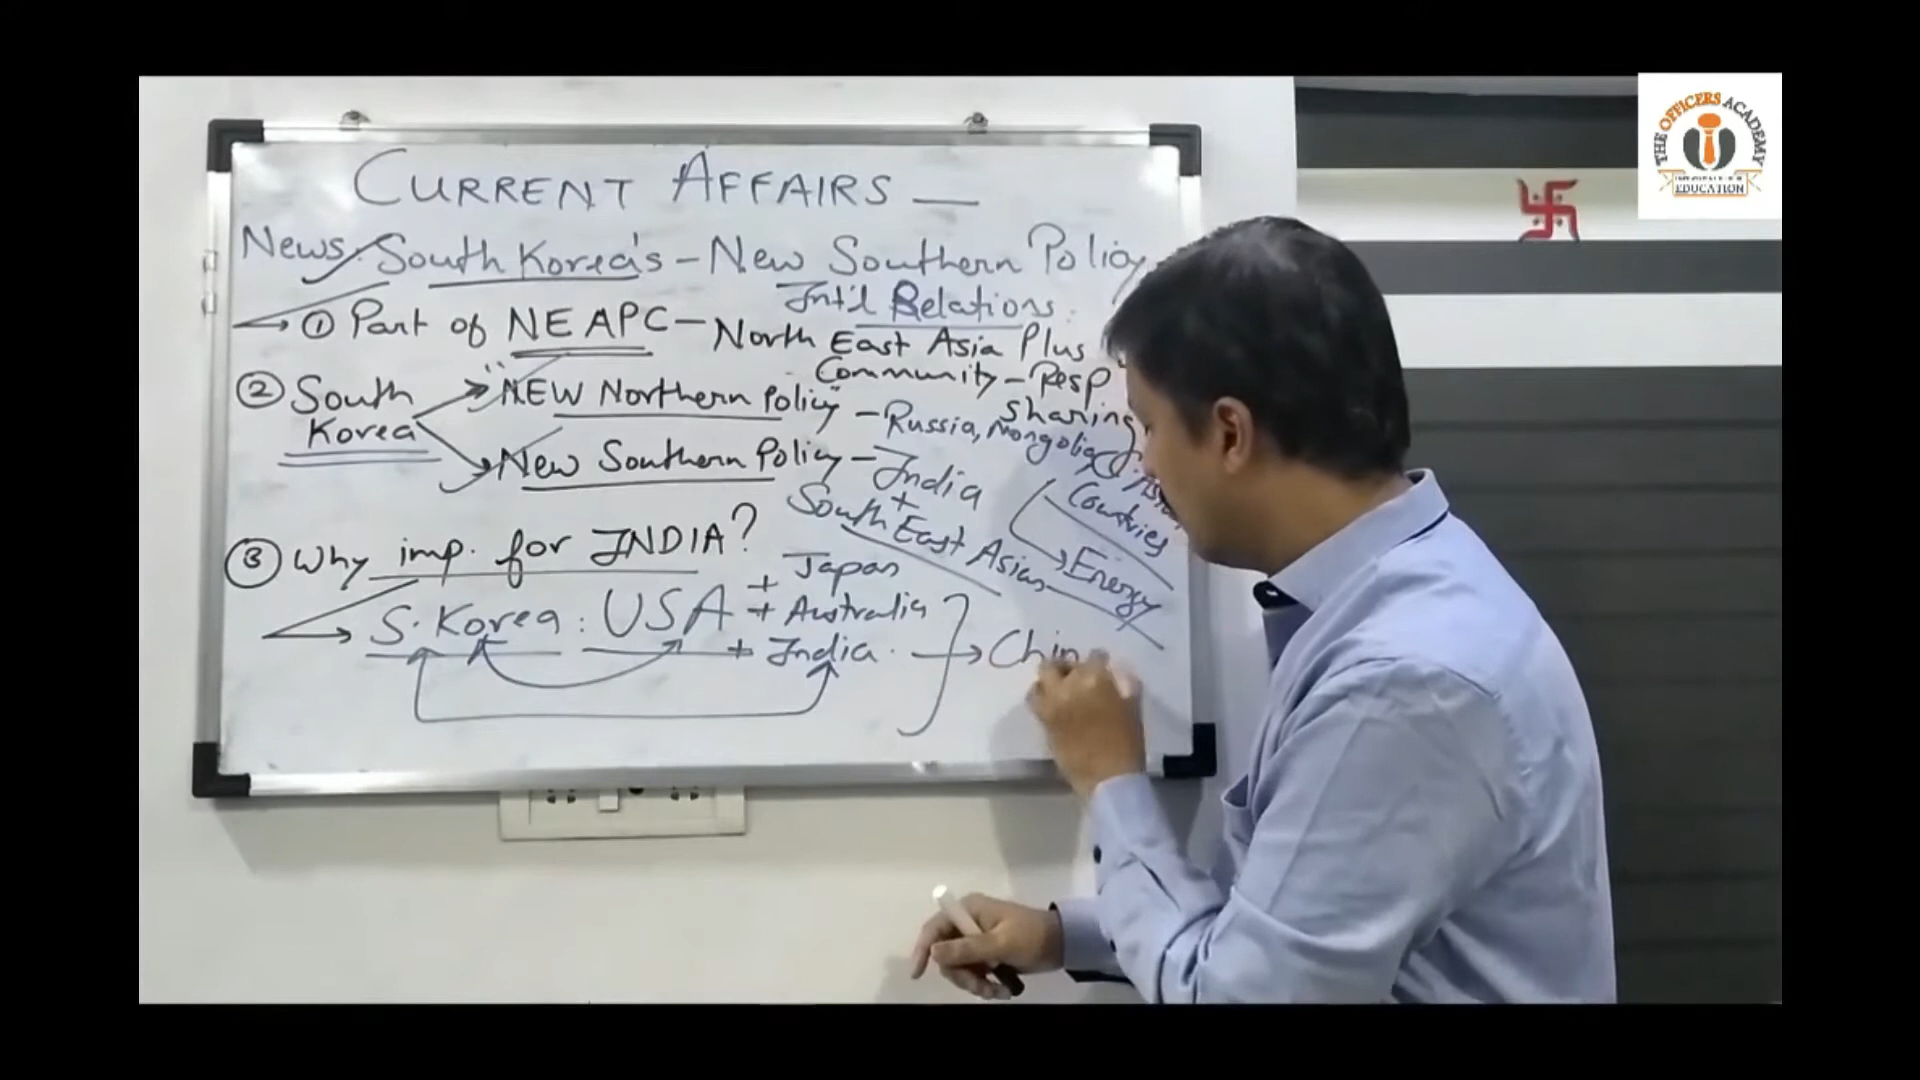 CURRENT AFFAIRS —
News: South Korea's - New Southern Policy
Int'l Relations
→ ① Part of NEAPC - North East Asia Plus
Community - Resp
sharing
② South
Korea
"NEW Northern Policy" - Russia, Mongolia
Countries
New Southern Policy - India
+
South East Asian
→ Energy
③ Why imp. for INDIA?
→ S. Korea: USA + Japan
+ Australia
+ India. → Chin
THE OFFICERS ACADEMY
EDUCATION